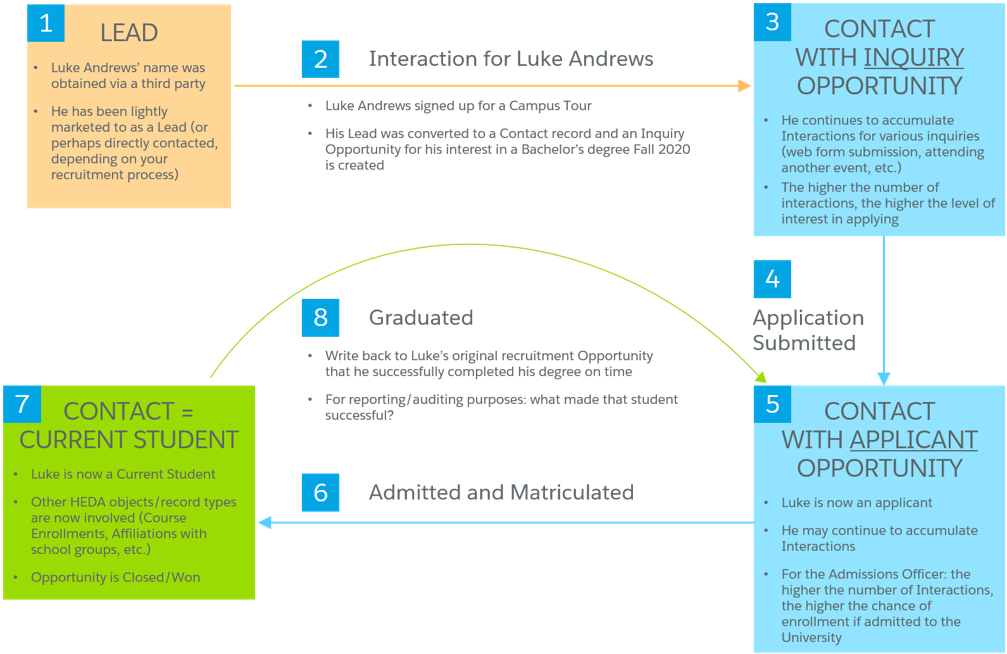 1
LEAD
• Luke Andrews' name was
obtained via a third party
• He has been lightly
marketed to as a Lead (or
perhaps directly contacted,
depending on your
recruitment process)
2
Interaction for Luke Andrews
• Luke Andrews signed up for a Campus Tour
• His Lead was converted to a Contact record and an Inquiry
Opportunity for his interest in a Bachelor's degree Fall 2020
is created
3
CONTACT
WITH INQUIRY
OPPORTUNITY
• He continues to accumulate
Interactions for various inquiries
(web form submission, attending
another event, etc.)
• The higher the number of
interactions, the higher the level of
interest in applying
4
Application
Submitted
5
CONTACT
WITH APPLICANT
OPPORTUNITY
• Luke is now an applicant
• He may continue to accumulate
Interactions
• For the Admissions Officer: the
higher the number of Interactions,
the higher the chance of
enrollment if admitted to the
University
6
Admitted and Matriculated
7
CONTACT =
CURRENT STUDENT
• Luke is now a Current Student
• Other HEDA objects/record types
are now involved (Course
Enrollments, Affiliations with
school groups, etc.)
• Opportunity is Closed/Won
8
Graduated
• Write back to Luke's original recruitment Opportunity
that he successfully completed his degree on time
• For reporting/auditing purposes: what made that student
successful?